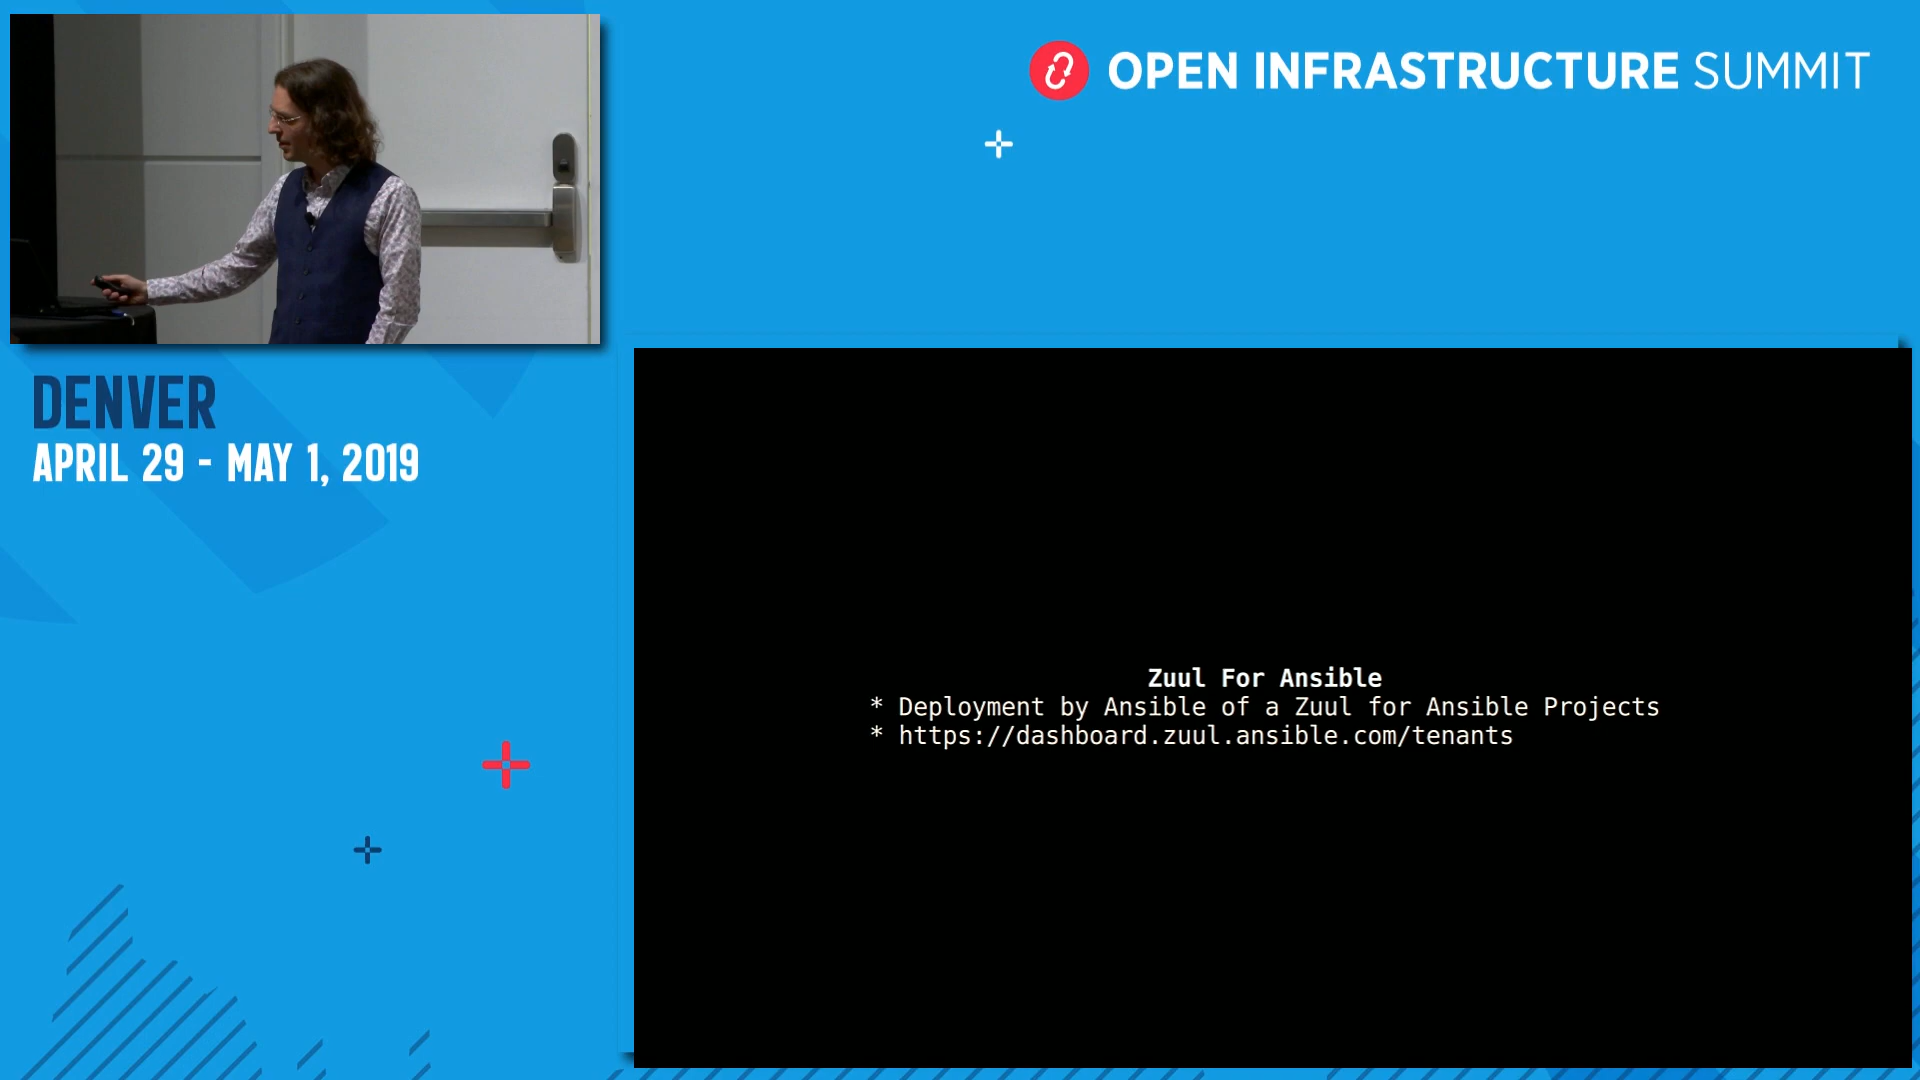 OPEN INFRASTRUCTURE SUMMIT
DENVER
APRIL 29 - MAY 1, 2019
Zuul For Ansible
* Deployment by Ansible of a Zuul for Ansible Projects
* https://dashboard.zuul.ansible.com/tenants